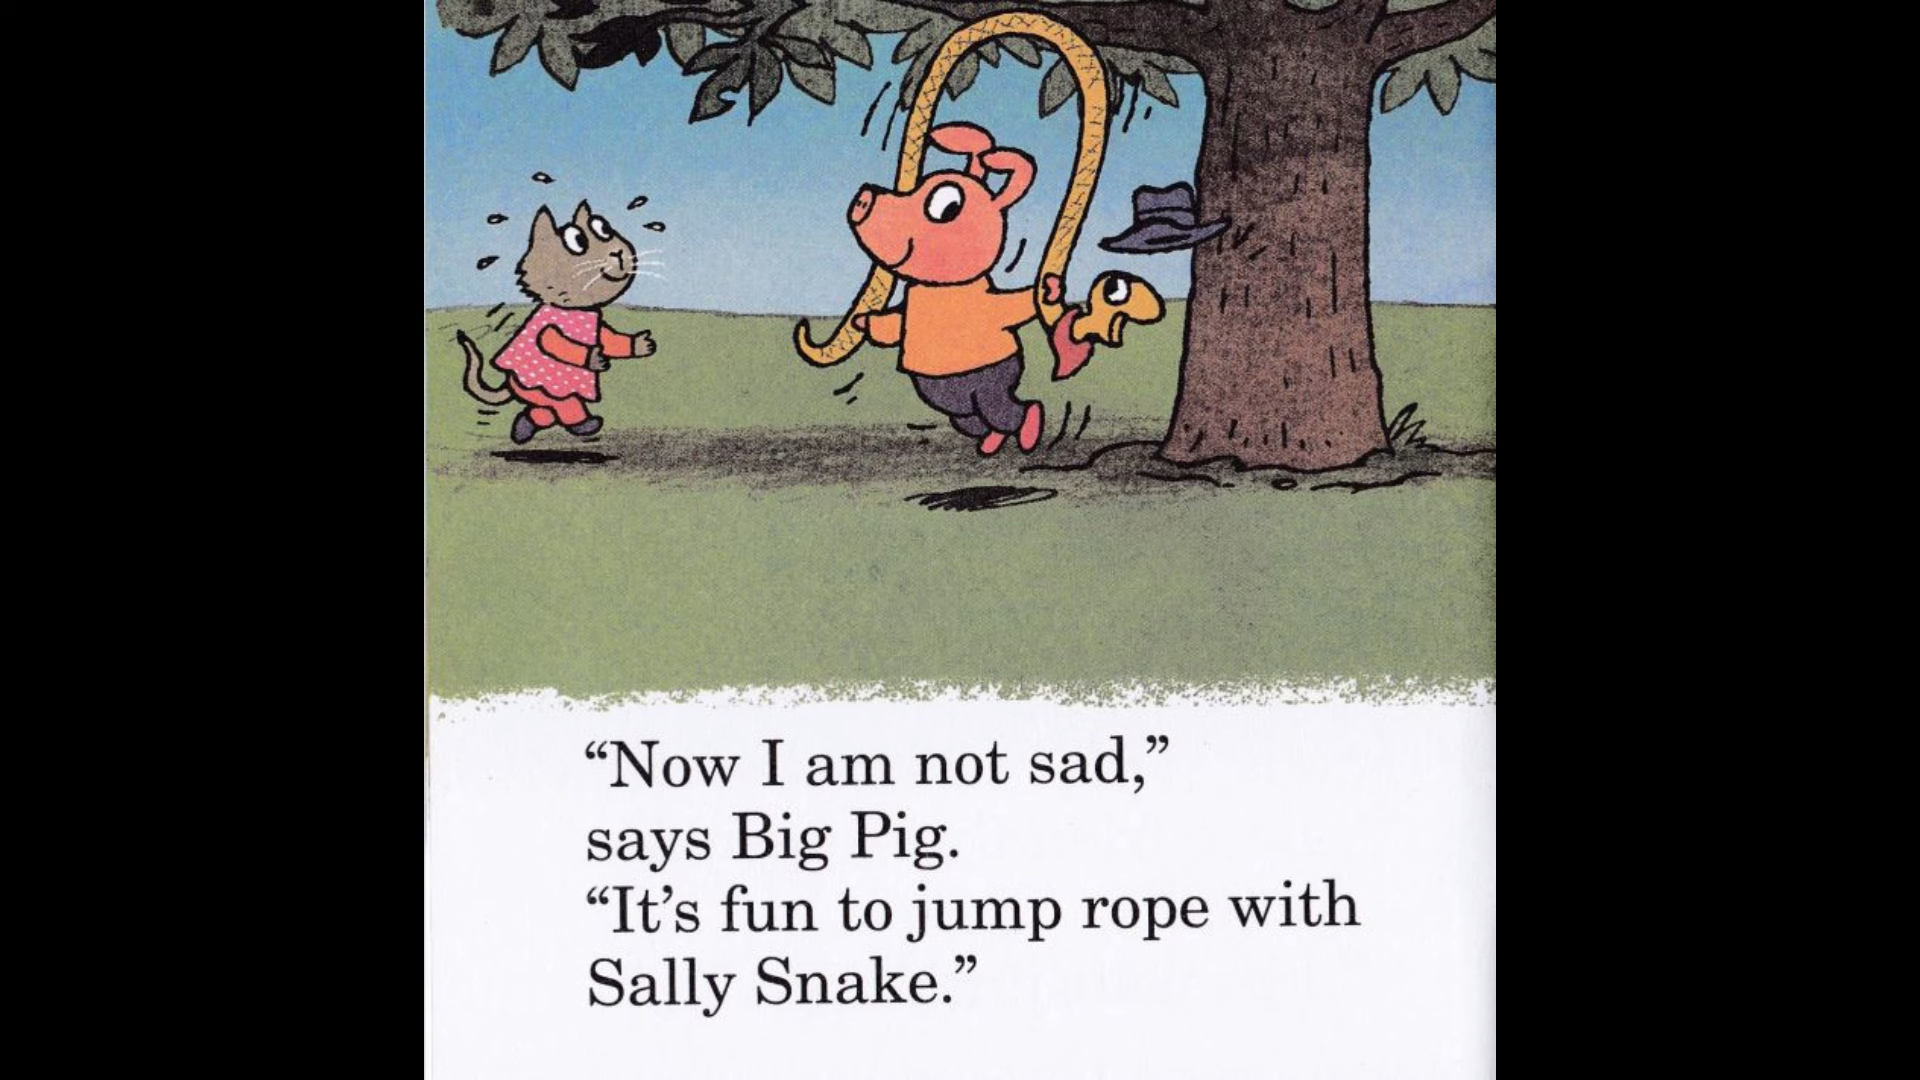 “Now I am not sad,”
says Big Pig.
“It’s fun to jump rope with
Sally Snake.”